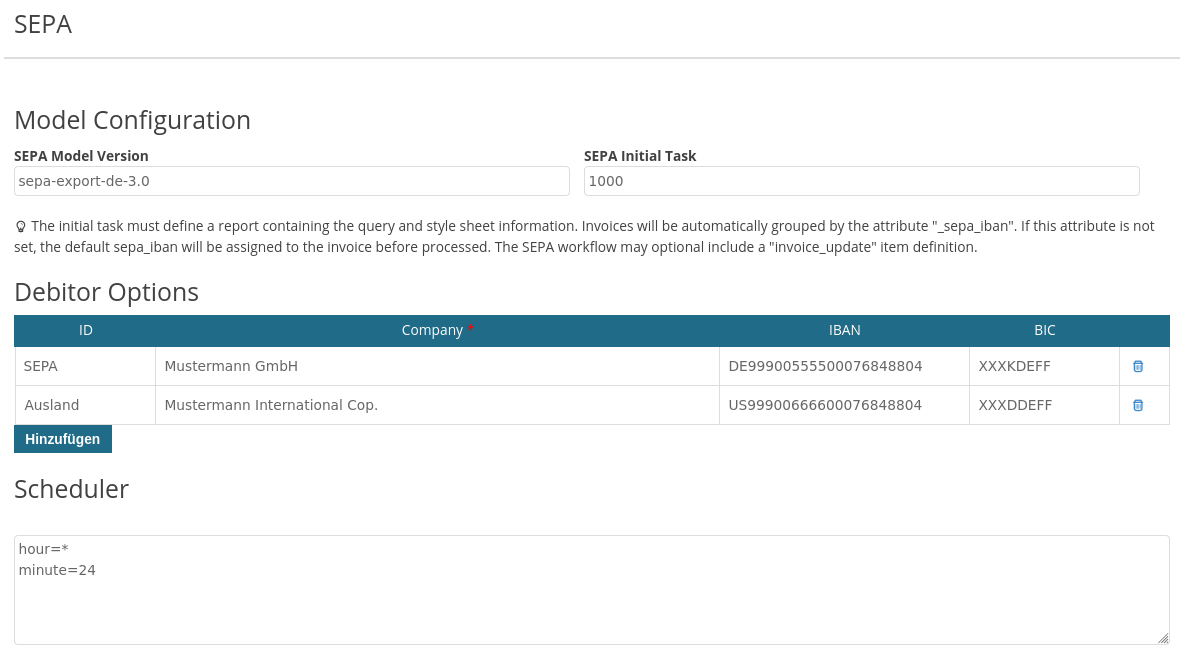 SEPA
Model Configuration
SEPA Model Version
SEPA Initial Task
sepa-export-de-3.0
1000
The initial task must define a report containing the query and style sheet information. Invoices will be automatically grouped by the attribute "_sepa_iban". If this attribute is not
set, the default sepa_iban will be assigned to the invoice before processed. The SEPA workflow may optional include a "invoice_update" item definition.
Debitor Options
ID Company * IBAN BIC
SEPA Mustermann GmbH DE99900555500076848804 XXXKDEFF
Ausland Mustermann International Cop. US99900666600076848804 XXXDDEFF
Hinzufügen
Scheduler
hour=*
minute=24